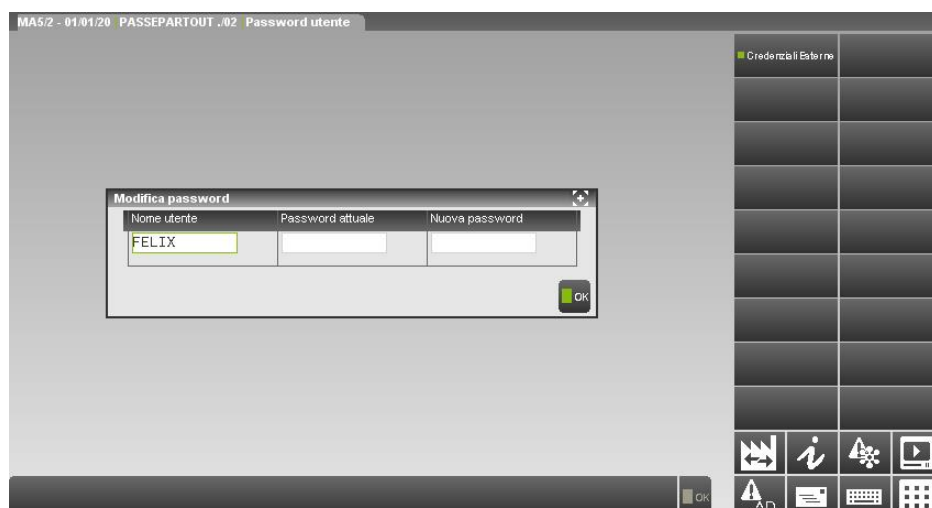 MA5/2 - 01/01/20 PASSEPARTOUT ./02 Password utente
Credenziali Esterne
Modifica password
Nome utente Password attuale Nuova password
FELIX
OK
OK
AD